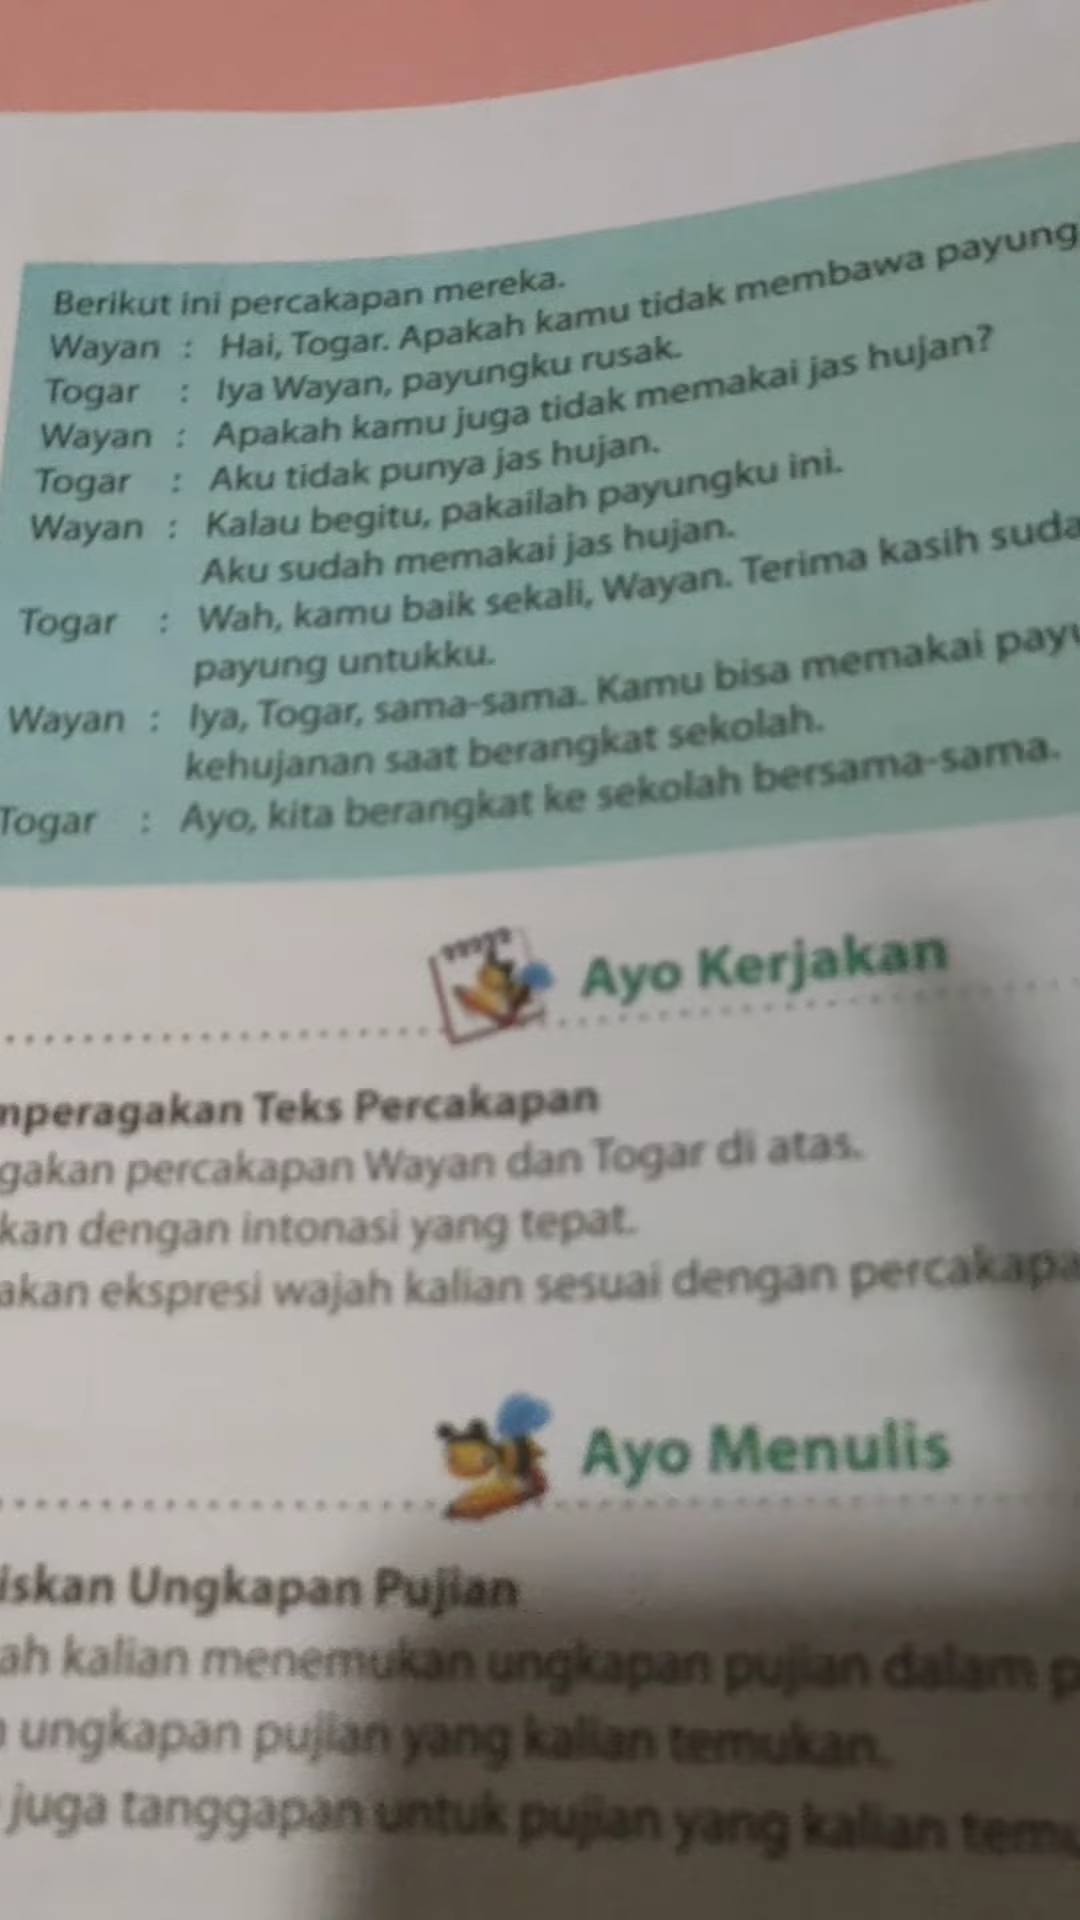 Berikut ini percakapan mereka.
Wayan : Hai, Togar. Apakah kamu tidak membawa payung
Togar : Iya Wayan, payungku rusak.
Wayan : Apakah kamu juga tidak memakai jas hujan?
Togar : Aku tidak punya jas hujan.
Wayan : Kalau begitu, pakailah payungku ini.
Aku sudah memakai jas hujan.
Togar : Wah, kamu baik sekali, Wayan. Terima kasih suda
payung untukku.
Wayan : Iya, Togar, sama-sama. Kamu bisa memakai payu
kehujanan saat berangkat sekolah.
Togar : Ayo, kita berangkat ke sekolah bersama-sama.
Ayo Kerjakan
mperagakan Teks Percakapan
gakan percakapan Wayan dan Togar di atas.
kan dengan intonasi yang tepat.
akan ekspresi wajah kalian sesuai dengan percakapa
Ayo Menulis
iskan Ungkapan Pujian
ah kalian menemukan ungkapan pujian dalam p
ungkapan pujian yang kalian temukan.
juga tanggapan untuk pujian yang kalian temu